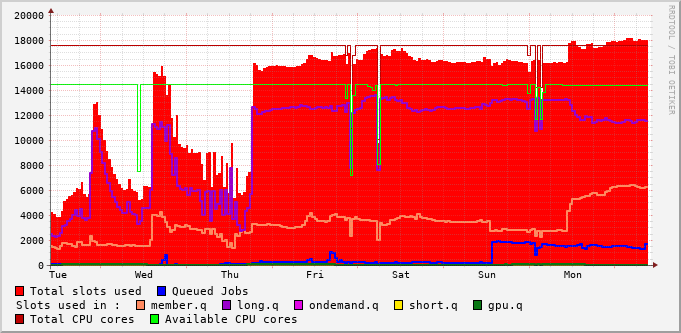 RRDTOOL / TOBI OETIKER
20000
18000
16000
14000
12000
10000
8000
6000
4000
2000
0
Tue Wed Thu Fri Sat Sun Mon
Total slots used Queued Jobs
Slots used in : member.q long.q ondemand.q short.q gpu.q
Total CPU cores Available CPU cores